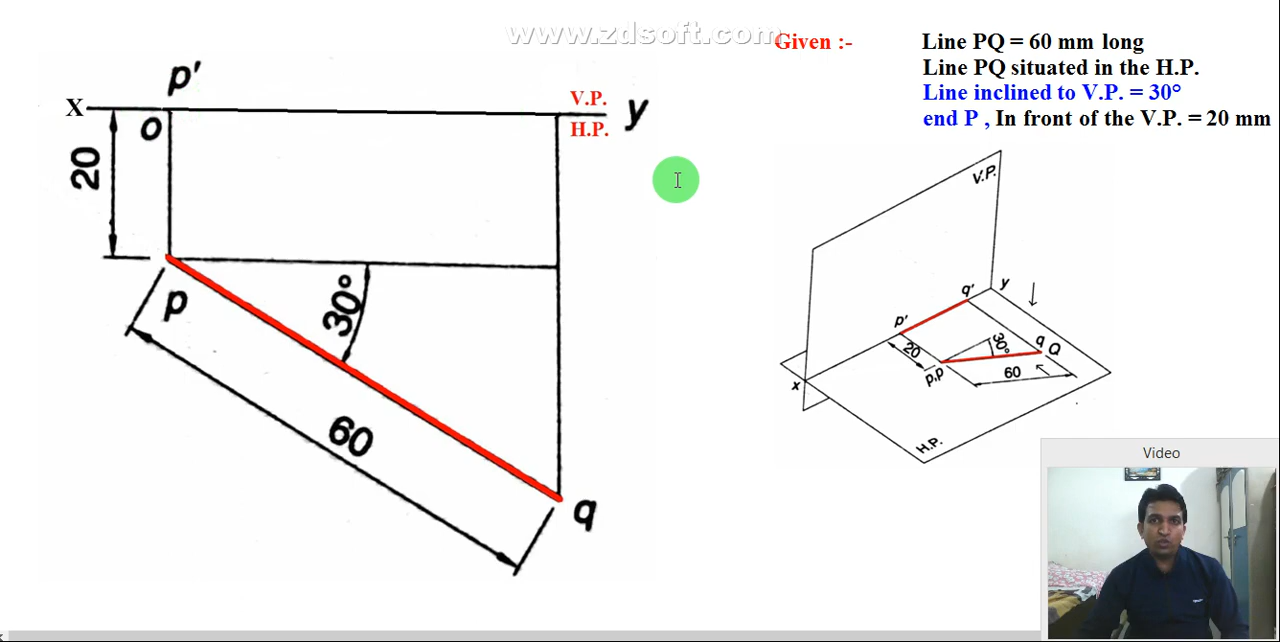 www.zdsoft.com
Given :-
Line PQ = 60 mm long
Line PQ situated in the H.P.
Line inclined to V.P. = 30°
end P , In front of the V.P. = 20 mm
p'
X
V.P.
y
O
H.P.
20
p
30°
60
q
V.P.
q'
y
p'
20
30°
q Q
p,P
60
x
H.P.
Video